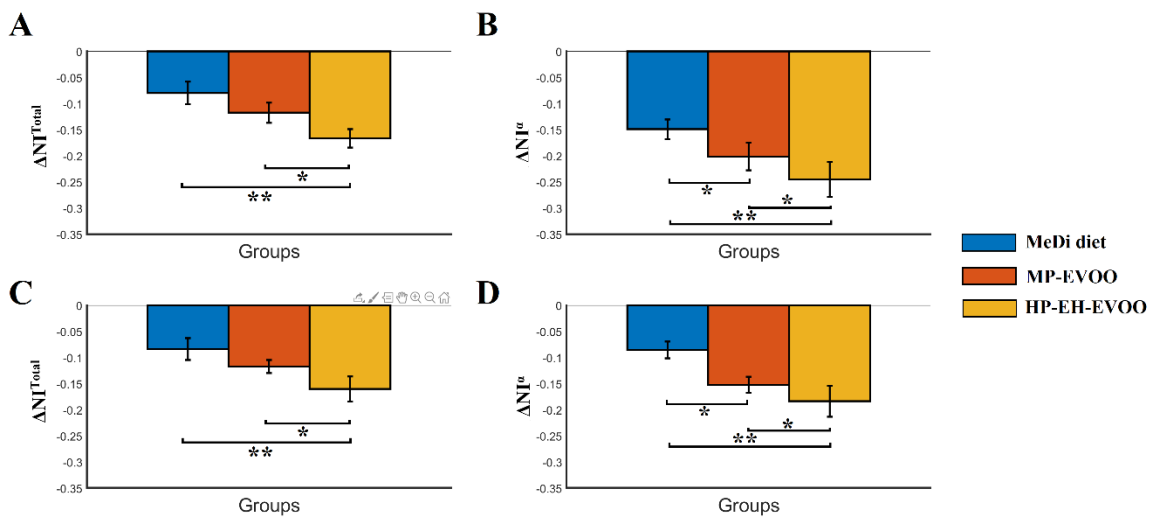 A
0
-0.05
-0.1
-0.15
-0.2
-0.25
-0.3
-0.35
ΔNI^Total
*
**
Groups
B
0
-0.05
-0.1
-0.15
-0.2
-0.25
-0.3
-0.35
ΔNI^α
*
*
**
Groups
MeDi diet
MP-EVOO
HP-EH-EVOO
C
0
-0.05
-0.1
-0.15
-0.2
-0.25
-0.3
-0.35
ΔNI^Total
*
**
Groups
D
0
-0.05
-0.1
-0.15
-0.2
-0.25
-0.3
-0.35
ΔNI^α
*
*
**
Groups